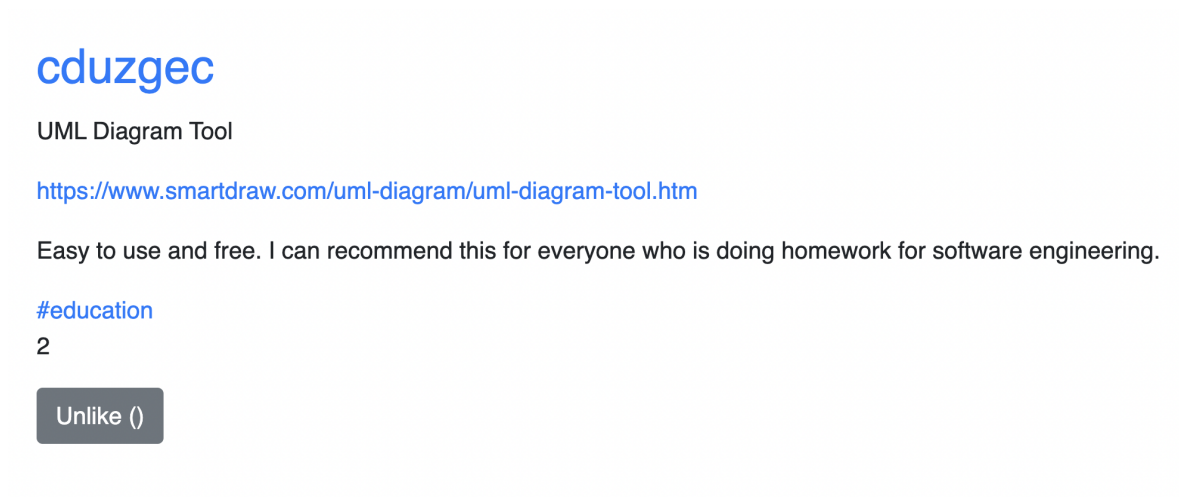 cduzgec
UML Diagram Tool
https://www.smartdraw.com/uml-diagram/uml-diagram-tool.htm
Easy to use and free. I can recommend this for everyone who is doing homework for software engineering.
#education
2
Unlike ()